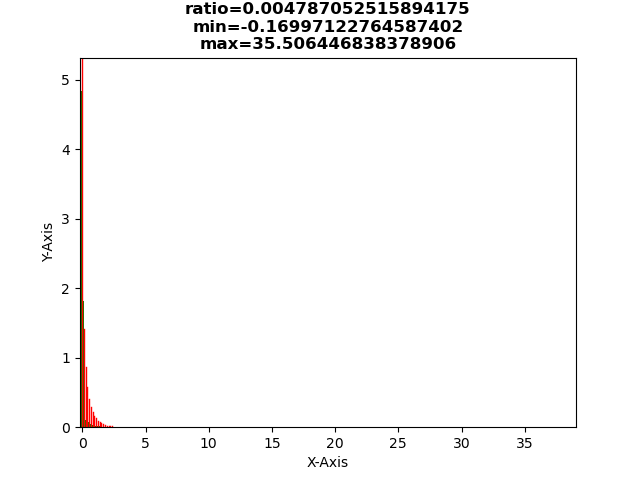 ratio=0.004787052515894175
min=-0.16997122764587402
max=35.506446838378906
5
4
3
2
1
0
Y-Axis
0 5 10 15 20 25 30 35
X-Axis